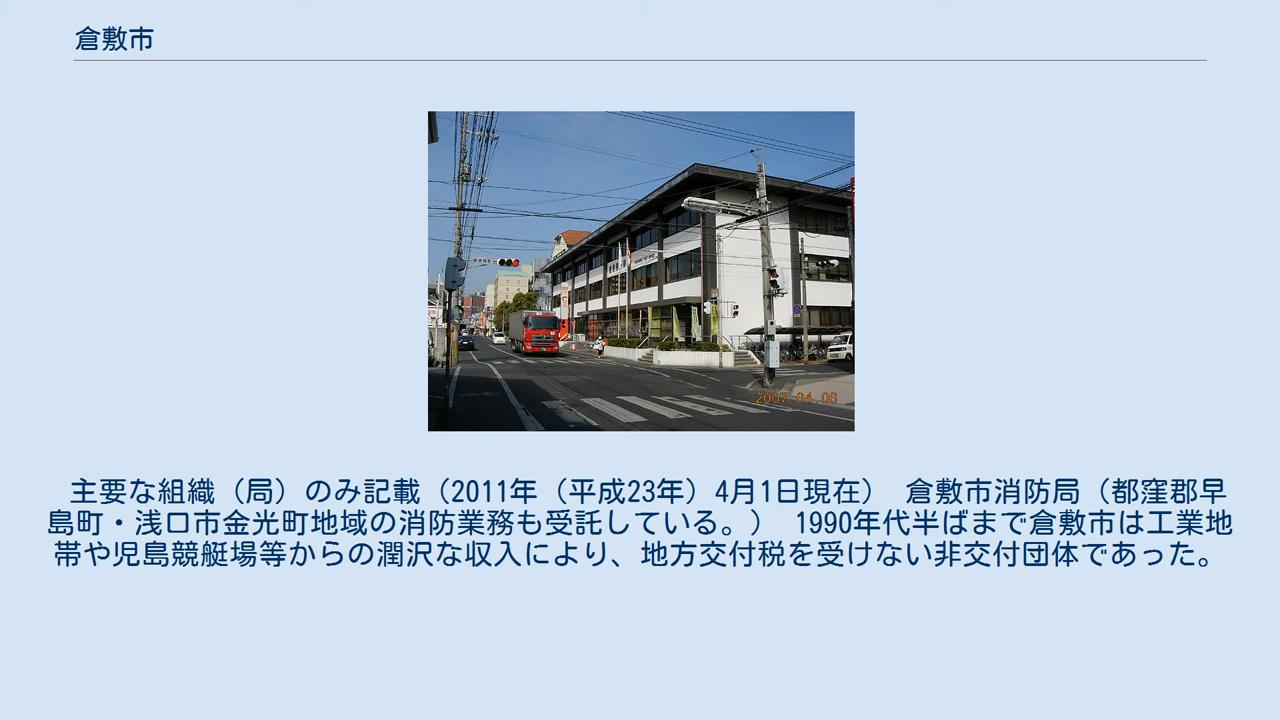 倉敷市
2007 04 08
主要な組織（局）のみ記載（2011年（平成23年）4月1日現在） 倉敷市消防局（都窪郡早
島町・浅口市金光町地域の消防業務も受託している。） 1990年代半ばまで倉敷市は工業地
帯や児島競艇場等からの潤沢な収入により、地方交付税を受けない非交付団体であった。